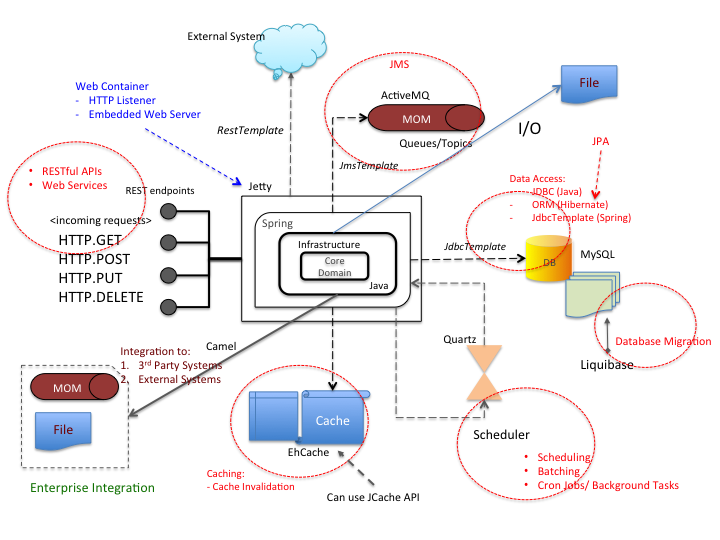 External System
JMS
File
Web Container
- HTTP Listener
- Embedded Web Server
ActiveMQ
MOM
RestTemplate
I/O
Queues/Topics
JPA
• RESTful APIs
• Web Services
JmsTemplate
REST endpoints
Jetty
Data Access:
- JDBC (Java)
- ORM (Hibernate)
- JdbcTemplate (Spring)
<incoming requests>
Spring
HTTP.GET
HTTP.POST
HTTP.PUT
HTTP.DELETE
Infrastructure
Core
Domain
Java
JdbcTemplate
DB
MySQL
Camel
Quartz
Database Migration
Liquibase
Integration to:
1. 3rd Party Systems
2. External Systems
MOM
File
Enterprise Integration
Cache
EhCache
Caching:
- Cache Invalidation
Can use JCache API
Scheduler
• Scheduling
• Batching
• Cron Jobs/ Background Tasks